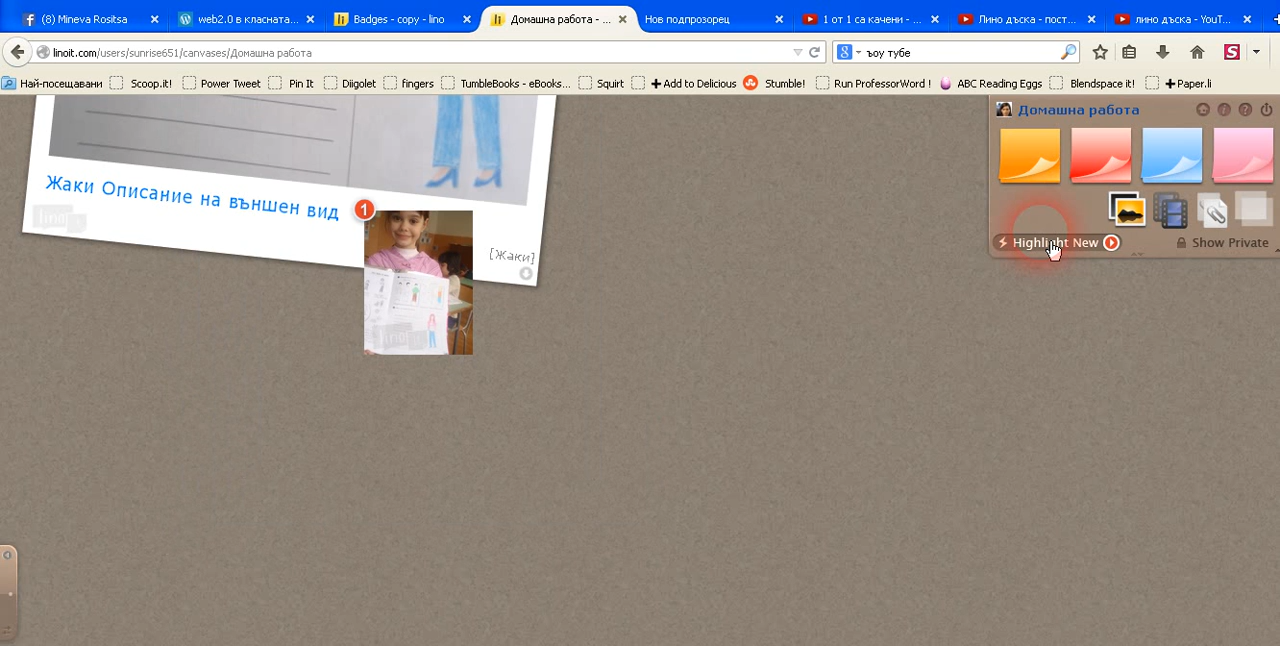 (8) Mineva Rositsa
web2.0 в класната...
Badges - copy - lino
Домашна работа - ...
Нов подпрозорец
1 от 1 са качени - ...
Лино дъска - пост...
лино дъска - YouT...
linoit.com/users/sunrise651/canvases/Домашна работа
ъоу тубе
Най-посещавани
Scoop.it!
Power Tweet
Pin It
Diigolet
fingers
TumbleBooks - eBooks...
Squirt
+Add to Delicious
Stumble!
Run ProfessorWord !
ABC Reading Eggs
Blendspace it!
+Paper.li
Домашна работа
Highlight New
Show Private
Жаки Описание на външен вид
1
[Жаки]